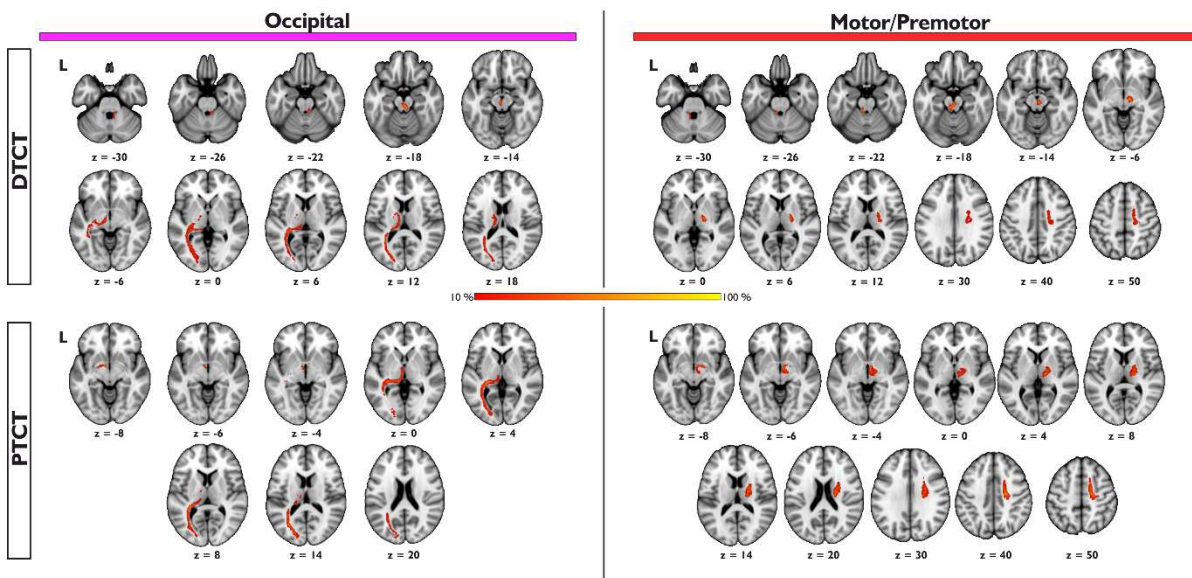 Occipital
Motor/Premotor
DTCT
L
z = -30
z = -26
z = -22
z = -18
z = -14
z = -6
z = 0
z = 6
z = 12
z = 18
L
z = -30
z = -26
z = -22
z = -18
z = -14
z = -6
z = 0
z = 6
z = 12
z = 30
z = 40
z = 50
10 %
100 %
PTCT
L
z = -8
z = -6
z = -4
z = 0
z = 4
z = 8
z = 14
z = 20
L
z = -8
z = -6
z = -4
z = 0
z = 4
z = 8
z = 14
z = 20
z = 30
z = 40
z = 50